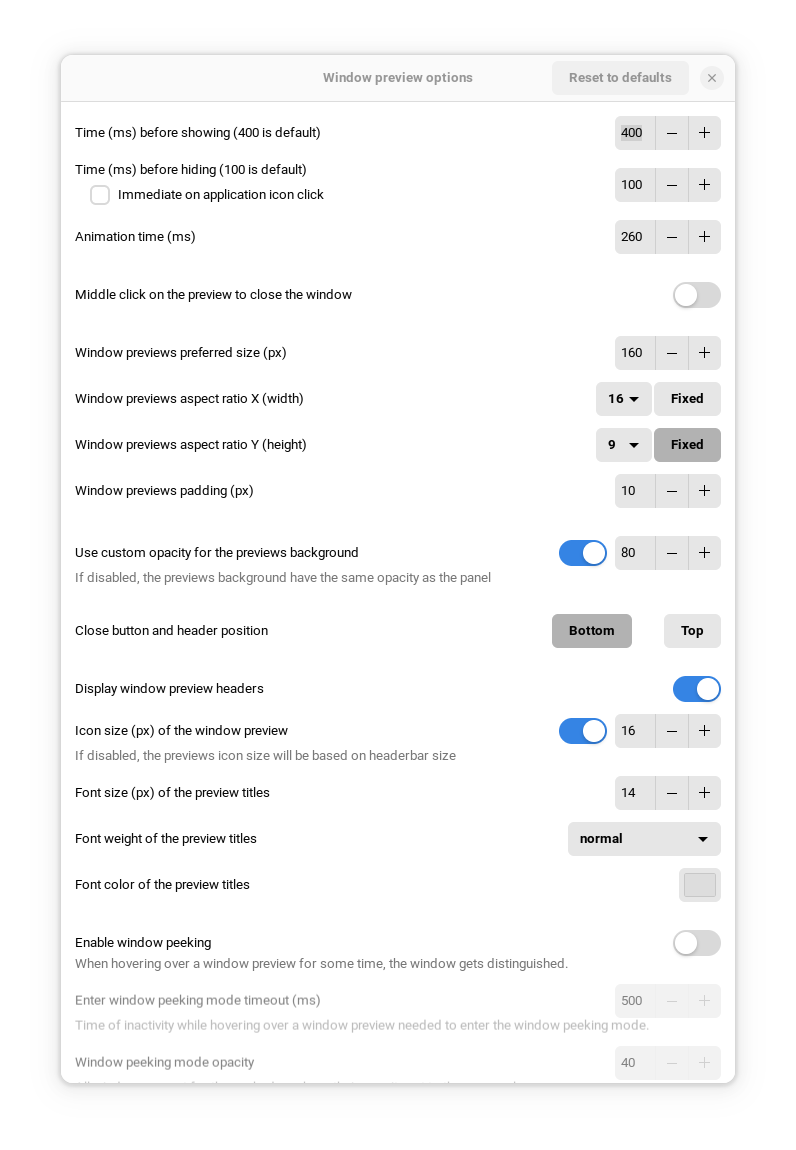 Window preview options Reset to defaults
Time (ms) before showing (400 is default) 400
Time (ms) before hiding (100 is default)
Immediate on application icon click 100
Animation time (ms) 260
Middle click on the preview to close the window
Window previews preferred size (px) 160
Window previews aspect ratio X (width) 16 Fixed
Window previews aspect ratio Y (height) 9 Fixed
Window previews padding (px) 10
Use custom opacity for the previews background 80
If disabled, the previews background have the same opacity as the panel
Close button and header position Bottom Top
Display window preview headers
Icon size (px) of the window preview 16
If disabled, the previews icon size will be based on headerbar size
Font size (px) of the preview titles 14
Font weight of the preview titles normal
Font color of the preview titles
Enable window peeking
When hovering over a window preview for some time, the window gets distinguished.
Enter window peeking mode timeout (ms) 500
Time of inactivity while hovering over a window preview needed to enter the window peeking mode.
Window peeking mode opacity 40